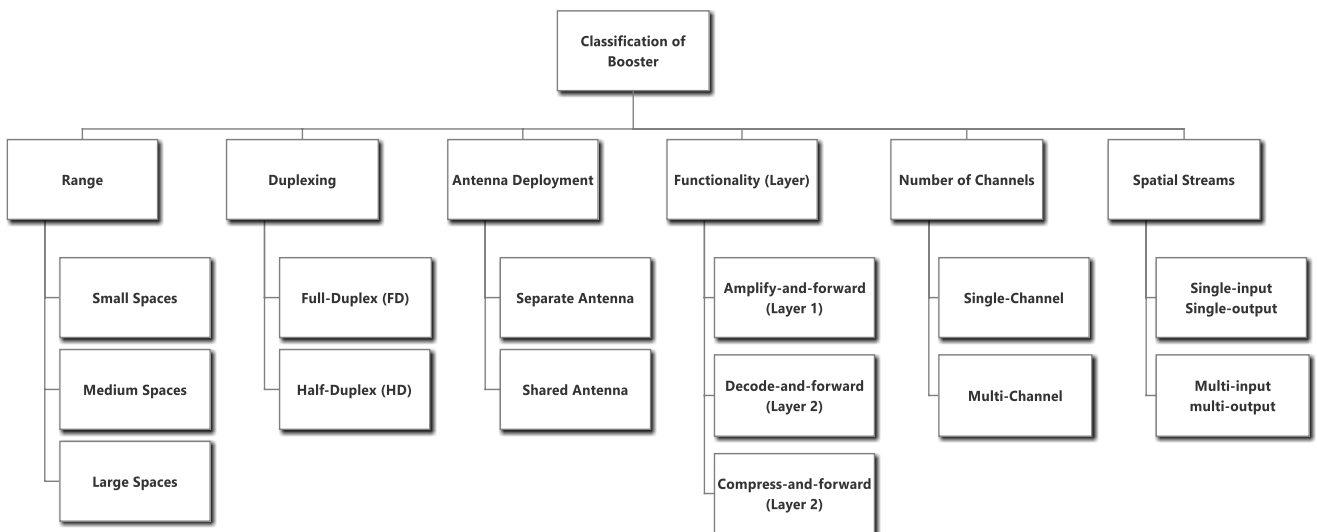 Classification of
Booster
Range
Duplexing
Antenna Deployment
Functionality (Layer)
Number of Channels
Spatial Streams
Small Spaces
Medium Spaces
Large Spaces
Full-Duplex (FD)
Half-Duplex (HD)
Separate Antenna
Shared Antenna
Amplify-and-forward
(Layer 1)
Decode-and-forward
(Layer 2)
Compress-and-forward
(Layer 2)
Single-Channel
Multi-Channel
Single-input
Single-output
Multi-input
multi-output